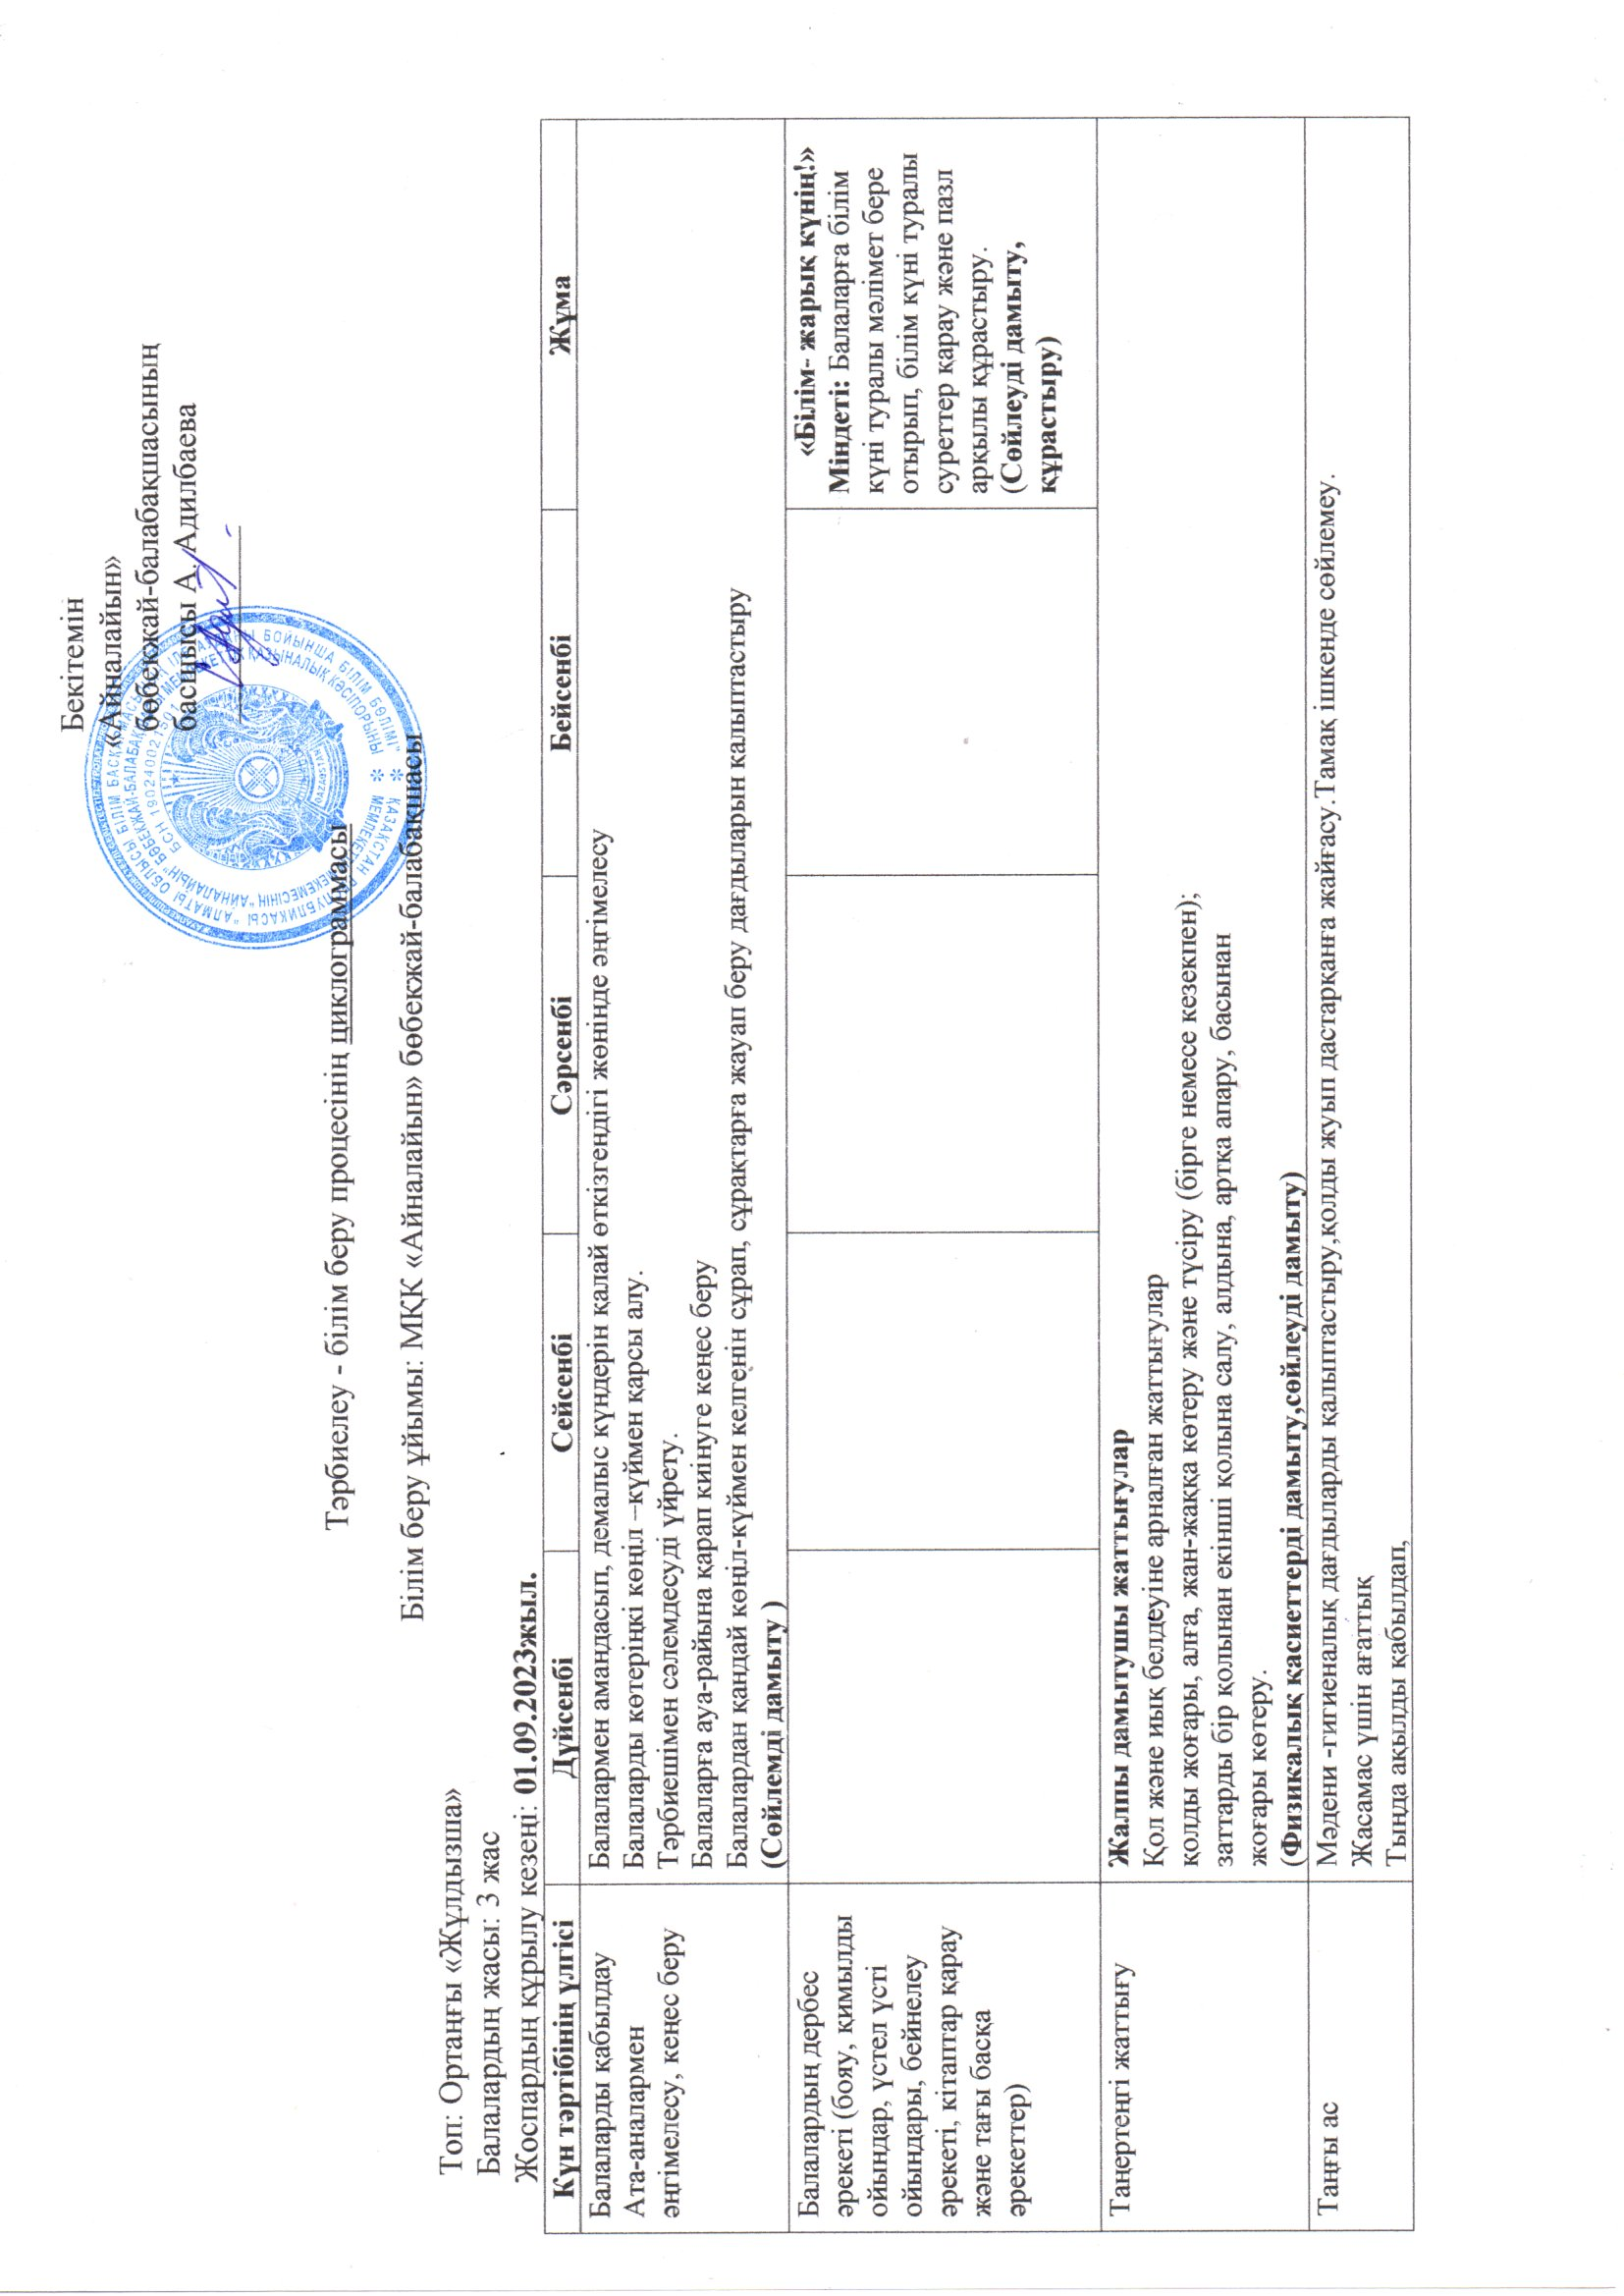 Бекітемін
«Айналайын»
бөбекжай-балабақшасының
басшысы А. Адилбаева
Тәрбиелеу - білім беру процесінің циклограммасы
Білім беру ұйымы: МҚК «Айналайын» бөбекжай-балабақшасы
Топ: Ортаңғы «Жұлдызша»
Балалардың жасы: 3 жас
Жоспардың құрылу кезеңі: 01.09.2023жыл.
Күн тәртібінің үлгісі Дүйсенбі Сейсенбі Сәрсенбі Бейсенбі Жұма
Балаларды қабылдау
Ата-аналармен
әңгімелесу, кеңес беру
Балалармен амандасып, демалыс күндерін қалай өткізгендігі жөнінде әңгімелесу
Балаларды көтеріңкі көңіл –күймен қарсы алу.
Тәрбиешімен сәлемдесуді үйрету.
Балаларға ауа-райына қарап киінуге кеңес беру
Балалардан қандай көңіл-күймен келгенін сұрап, сұрақтарға жауап беру дағдыларын қалыптастыру
(Сөйлемді дамыту )
Балалардың дербес
әрекеті (бояу, қимылды
ойындар, үстел үсті
ойындары, бейнелеу
әрекеті, кітаптар қарау
және тағы басқа
әрекеттер)
«Білім- жарық күнің!»
Міндеті: Балаларға білім
күні туралы мәлімет бере
отырып, білім күні туралы
суреттер қарау және пазл
арқылы құрастыру.
(Сөйлеуді дамыту,
құрастыру)
Таңертеңгі жаттығу
Жалпы дамытушы жаттығулар
Қол және иық белдеуіне арналған жаттығулар
қолды жоғары, алға, жан-жаққа көтеру және түсіру (бірге немесе кезекпен);
заттарды бір қолынан екінші қолына салу, алдына, артқа апару, басынан
жоғары көтеру.
(Физикалық қасиеттерді дамыту,сөйлеуді дамыту)
Таңғы ас
Мәдени -гигиеналық дағдыларды қалыптастыру,қолды жуып дастарқанға жайғасу.Тамақ ішкенде сөйлемеу.
Жасамас үшін ағаттық
Тыңда ақылды қабылдап,